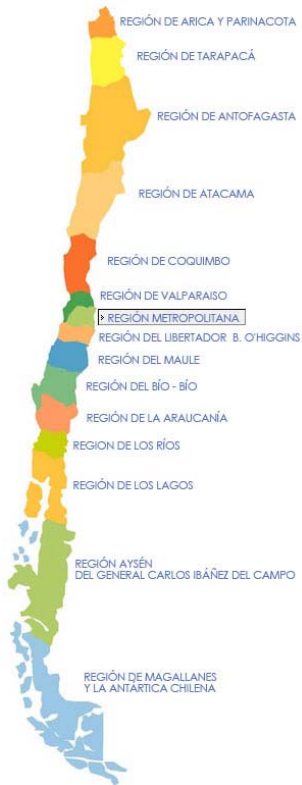 REGIÓN DE ARICA Y PARINACOTA
REGIÓN DE TARAPACÁ
REGIÓN DE ANTOFAGASTA
REGIÓN DE ATACAMA
REGIÓN DE COQUIMBO
REGIÓN DE VALPARAISO
REGIÓN METROPOLITANA
REGIÓN DEL LIBERTADOR B. O'HIGGINS
REGIÓN DEL MAULE
REGIÓN DEL BÍO - BÍO
REGIÓN DE LA ARAUCANÍA
REGION DE LOS RÍOS
REGIÓN DE LOS LAGOS
REGIÓN AYSÉN
DEL GENERAL CARLOS IBÁÑEZ DEL CAMPO
REGIÓN DE MAGALLANES
Y LA ANTÁRTICA CHILENA